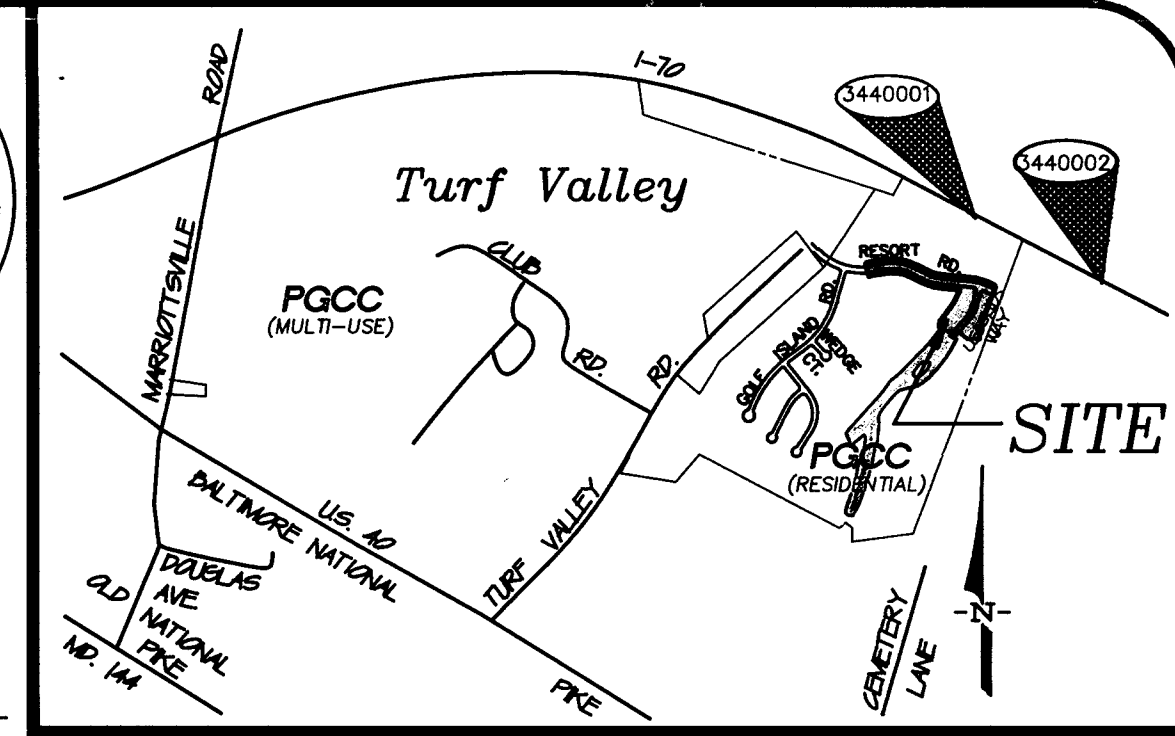 I-70
ROAD
3440001
3440002
Turf Valley
MARRIOTTSVILLE
CLUB
RD.
PGCC
(MULTI-USE)
RESORT
RD.
WAY
RD.
GOLF ISLAND RD.
WEDGE
CT.
SITE
PGCC
(RESIDENTIAL)
TURF VALLEY
U.S. 40
BALTIMORE NATIONAL
PIKE
DOUGLAS
AVE
OLD
NATIONAL
PIKE
MD. 144
CEMETERY
LANE
-N-